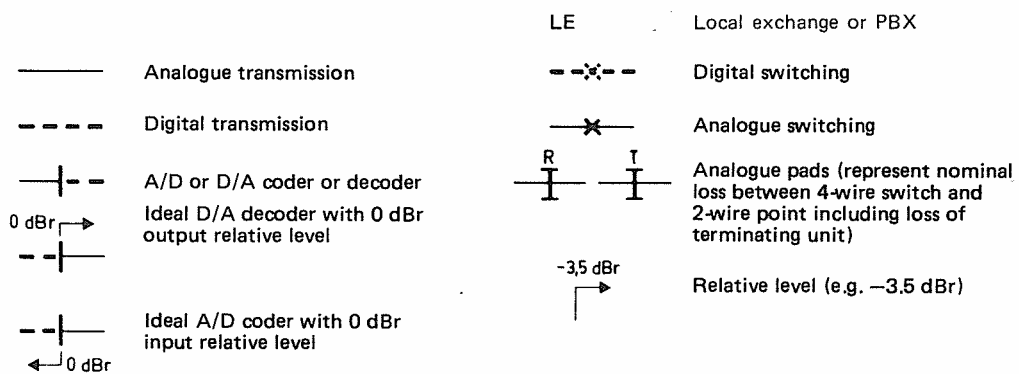 Analogue transmission
Digital transmission
A/D or D/A coder or decoder
0 dBr
Ideal D/A decoder with 0 dBr
output relative level
Ideal A/D coder with 0 dBr
input relative level
0 dBr
LE
Local exchange or PBX
Digital switching
Analogue switching
R T
Analogue pads (represent nominal
loss between 4-wire switch and
2-wire point including loss of
terminating unit)
-3,5 dBr
Relative level (e.g. —3.5 dBr)